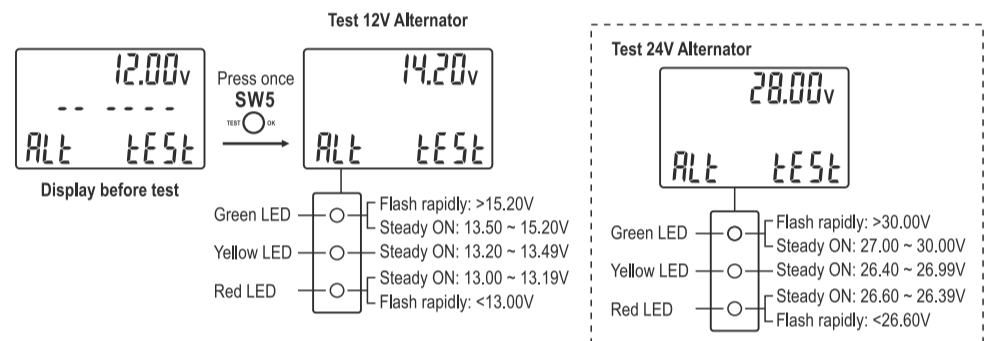 Test 12V Alternator
12.00v
-- ----
ALt tESt
Display before test
Press once
SW5
TEST OK
14.20v
ALt tESt
Green LED
Flash rapidly: >15.20V
Steady ON: 13.50 ~ 15.20V
Yellow LED
Steady ON: 13.20 ~ 13.49V
Red LED
Steady ON: 13.00 ~ 13.19V
Flash rapidly: <13.00V
Test 24V Alternator
28.00v
ALt tESt
Green LED
Flash rapidly: >30.00V
Steady ON: 27.00 ~ 30.00V
Yellow LED
Steady ON: 26.40 ~ 26.99V
Red LED
Steady ON: 26.60 ~ 26.39V
Flash rapidly: <26.60V